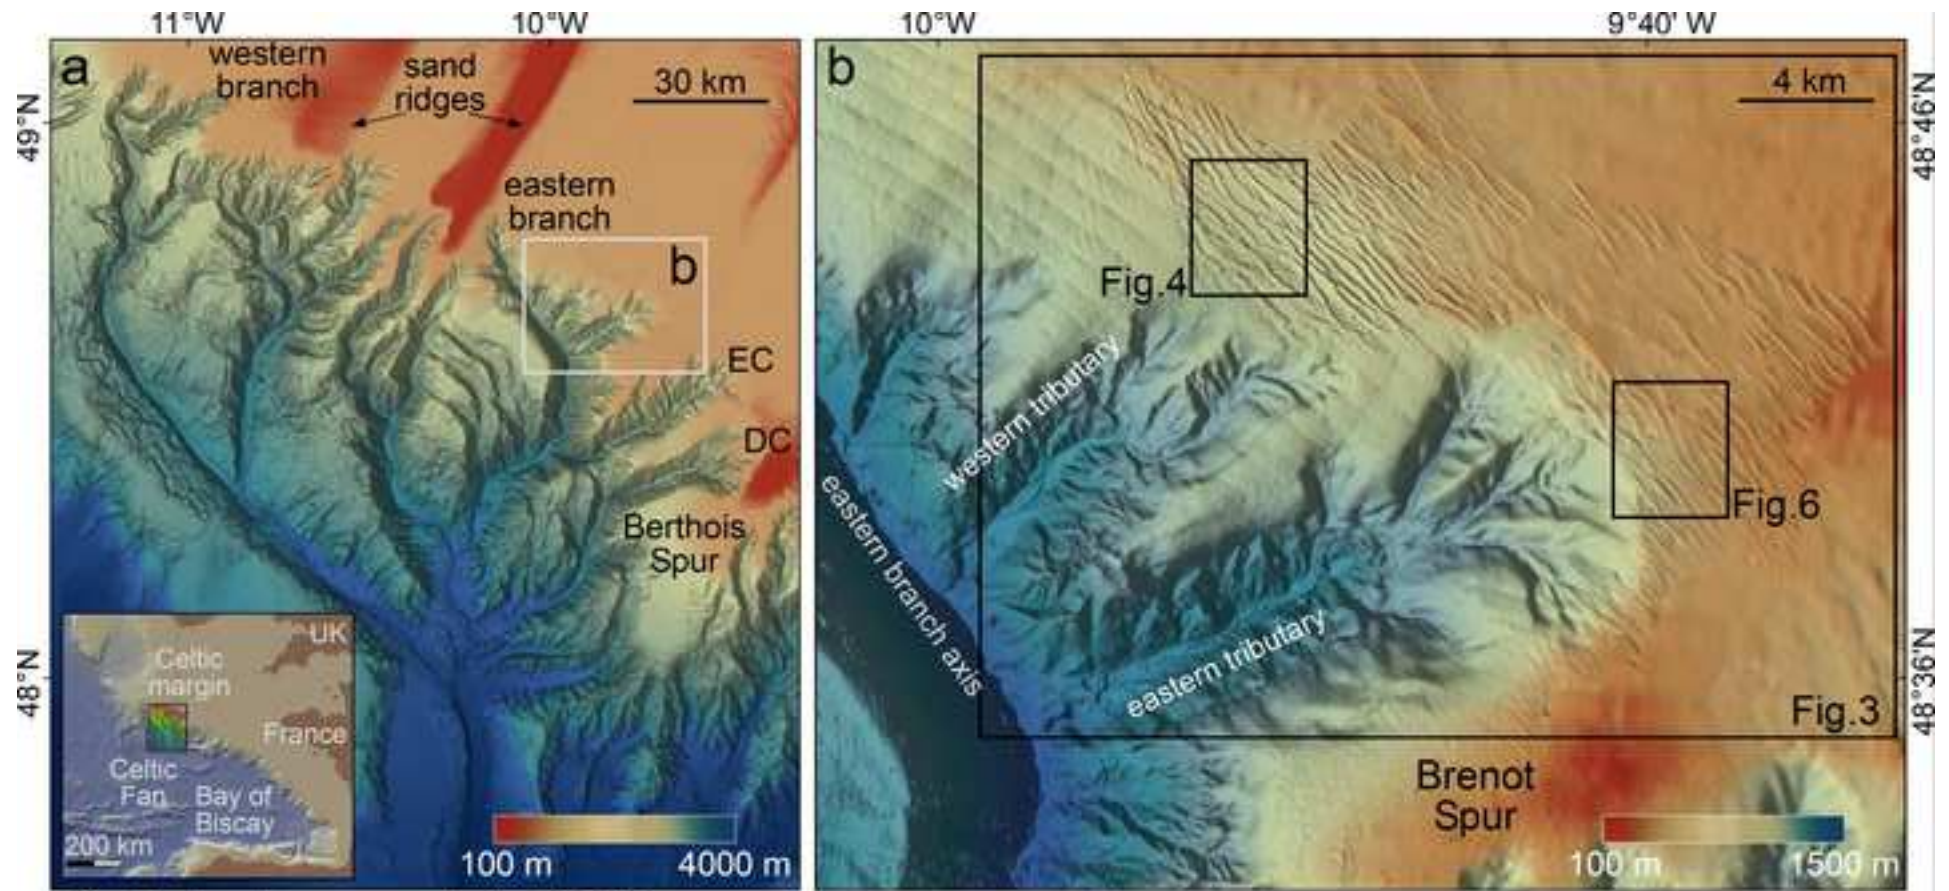 11°W
10°W
10°W
9°40' W
a
western
branch
sand
ridges
30 km
49°N
eastern
branch
b
EC
DC
Berthois
Spur
48°N
UK
Celtic
margin
France
Celtic
Fan
Bay of
Biscay
200 km
100 m
4000 m
b
4 km
48°46'N
Fig.4
western tributary
eastern branch axis
Fig.6
eastern tributary
48°36'N
Fig.3
Brenot
Spur
100 m
1500 m